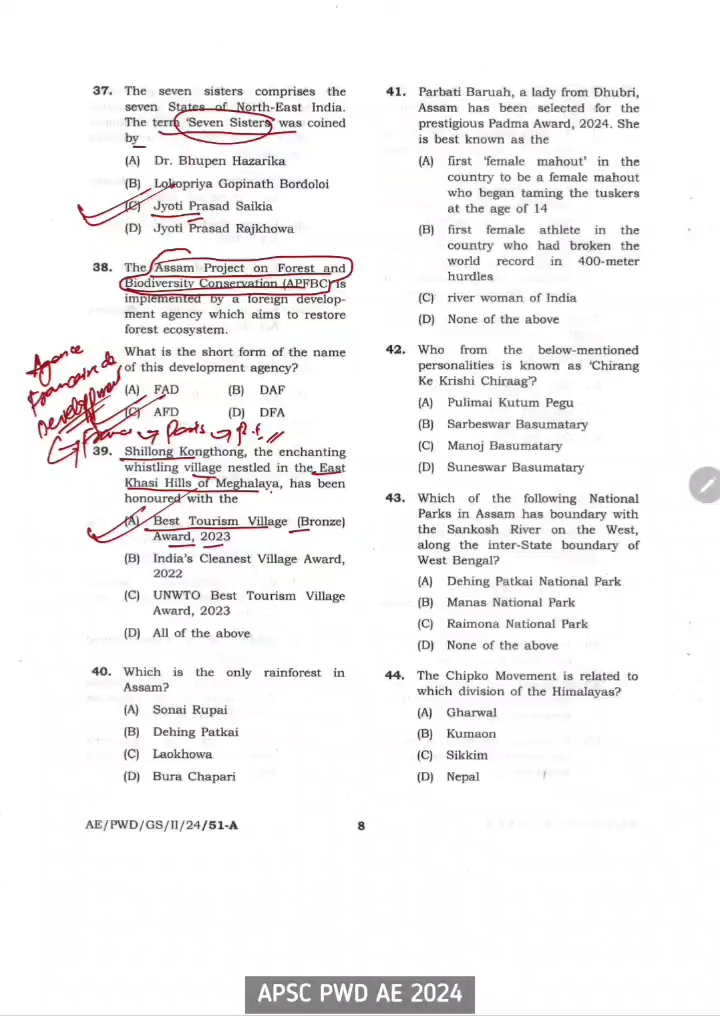 37. The seven sisters comprises the
seven States of North-East India.
The term 'Seven Sisters' was coined
by
(A) Dr. Bhupen Hazarika
(B) Lokopriya Gopinath Bordoloi
(C) Jyoti Prasad Saikia
(D) Jyoti Prasad Rajkhowa
38. The Assam Project on Forest and
Biodiversity Conservation (APFBC) is
implemented by a foreign develop-
ment agency which aims to restore
forest ecosystem.
What is the short form of the name
of this development agency?
(A) FAD (B) DAF
(C) AFD (D) DFA
Agence
Development
France → Paris
39. Shillong Kongthong, the enchanting
whistling village nestled in the East
Khasi Hills of Meghalaya, has been
honoured with the
(A) Best Tourism Village (Bronze)
Award, 2023
(B) India's Cleanest Village Award,
2022
(C) UNWTO Best Tourism Village
Award, 2023
(D) All of the above
40. Which is the only rainforest in
Assam?
(A) Sonai Rupai
(B) Dehing Patkai
(C) Laokhowa
(D) Bura Chapari
41. Parbati Baruah, a lady from Dhubri,
Assam has been selected for the
prestigious Padma Award, 2024. She
is best known as the
(A) first 'female mahout' in the
country to be a female mahout
who began taming the tuskers
at the age of 14
(B) first female athlete in the
country who had broken the
world record in 400-meter
hurdles
(C) river woman of India
(D) None of the above
42. Who from the below-mentioned
personalities is known as 'Chirang
Ke Krishi Chiraag'?
(A) Pulimai Kutum Pegu
(B) Sarbeswar Basumatary
(C) Manoj Basumatary
(D) Suneswar Basumatary
43. Which of the following National
Parks in Assam has boundary with
the Sankosh River on the West,
along the inter-State boundary of
West Bengal?
(A) Dehing Patkai National Park
(B) Manas National Park
(C) Raimona National Park
(D) None of the above
44. The Chipko Movement is related to
which division of the Himalayas?
(A) Gharwal
(B) Kumaon
(C) Sikkim
(D) Nepal
AE/PWD/GS/II/24/51-A
8
APSC PWD AE 2024